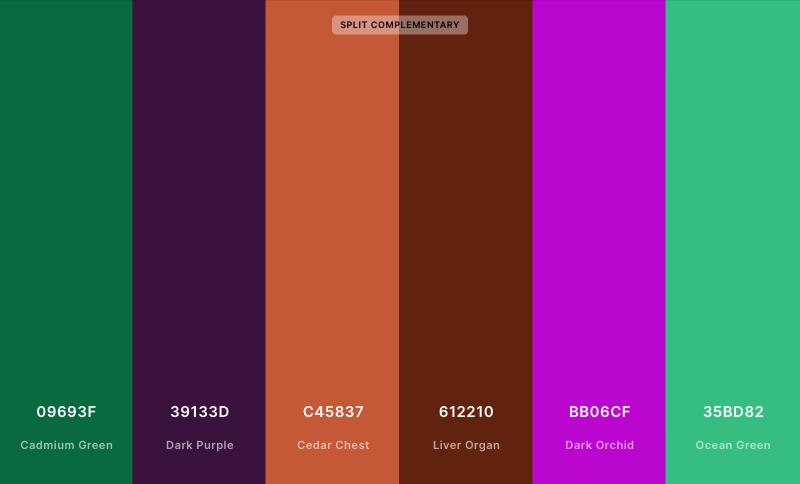 SPLIT COMPLEMENTARY
09693F 39133D C45837 612210 BB06CF 35BD82
Cadmium Green Dark Purple Cedar Chest Liver Organ Dark Orchid Ocean Green